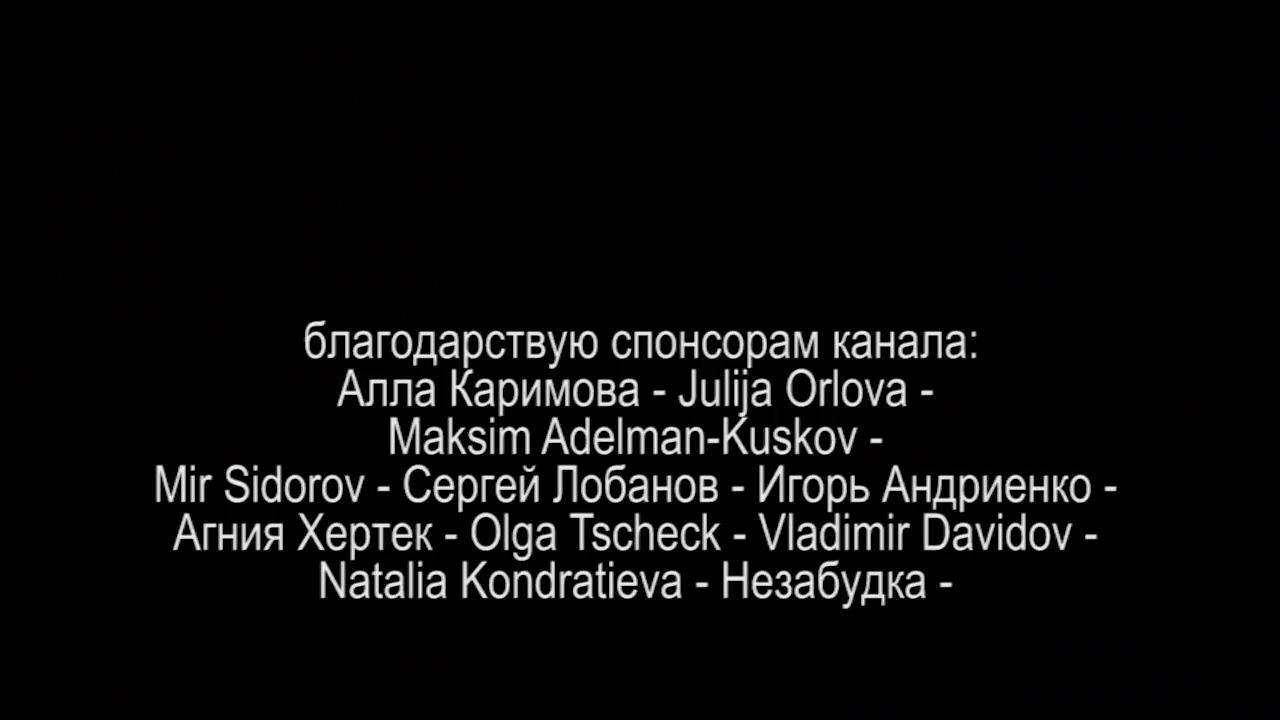 благодарствую спонсорам канала:
Алла Каримова - Julija Orlova -
Maksim Adelman-Kuskov -
Mir Sidorov - Сергей Лобанов - Игорь Андриенко -
Агния Хертек - Olga Tscheck - Vladimir Davidov -
Natalia Kondratieva - Незабудка -